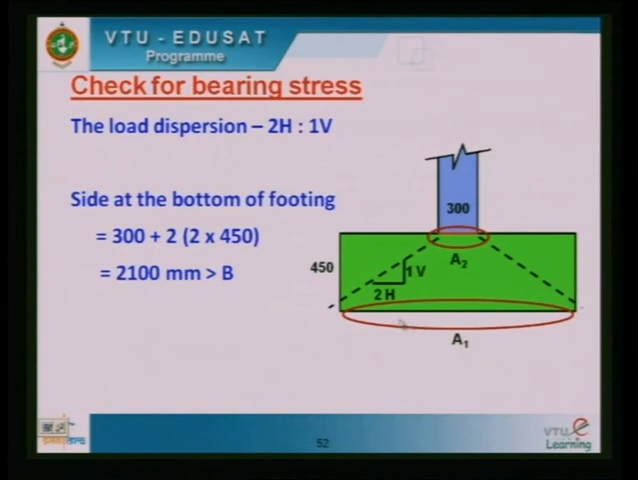 VTU - EDUSAT
Programme
Check for bearing stress
The load dispersion – 2H : 1V
Side at the bottom of footing
= 300 + 2 (2 x 450)
= 2100 mm > B
300
A₂
450
1 V
2 H
A₁
52
VTU e
Learning